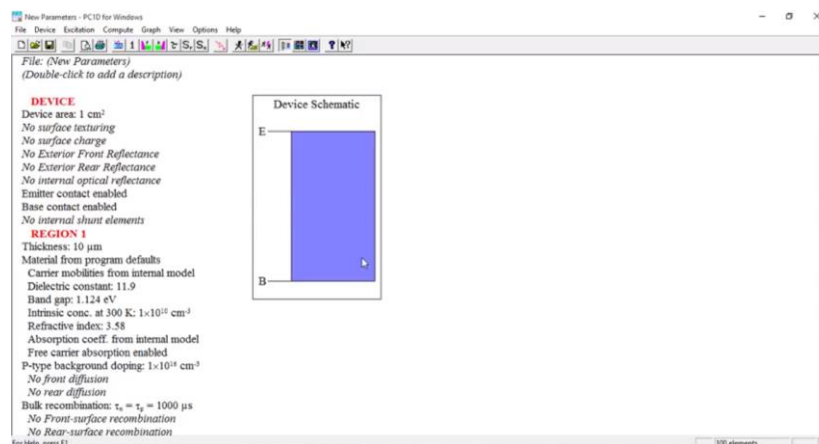 New Parameters - PC1D for Windows
File Device Excitation Compute Graph View Options Help
File: (New Parameters)
(Double-click to add a description)
DEVICE
Device area: 1 cm²
No surface texturing
No surface charge
No Exterior Front Reflectance
No Exterior Rear Reflectance
No internal optical reflectance
Emitter contact enabled
Base contact enabled
No internal shunt elements
REGION 1
Thickness: 10 µm
Material from program defaults
Carrier mobilities from internal model
Dielectric constant: 11.9
Band gap: 1.124 eV
Intrinsic conc. at 300 K: 1×10¹⁰ cm⁻³
Refractive index: 3.58
Absorption coeff. from internal model
Free carrier absorption enabled
P-type background doping: 1×10¹⁶ cm⁻³
No front diffusion
No rear diffusion
Bulk recombination: τₙ = τₚ = 1000 µs
No Front-surface recombination
No Rear-surface recombination
Device Schematic
E
B
For Help, press F1
100 elements